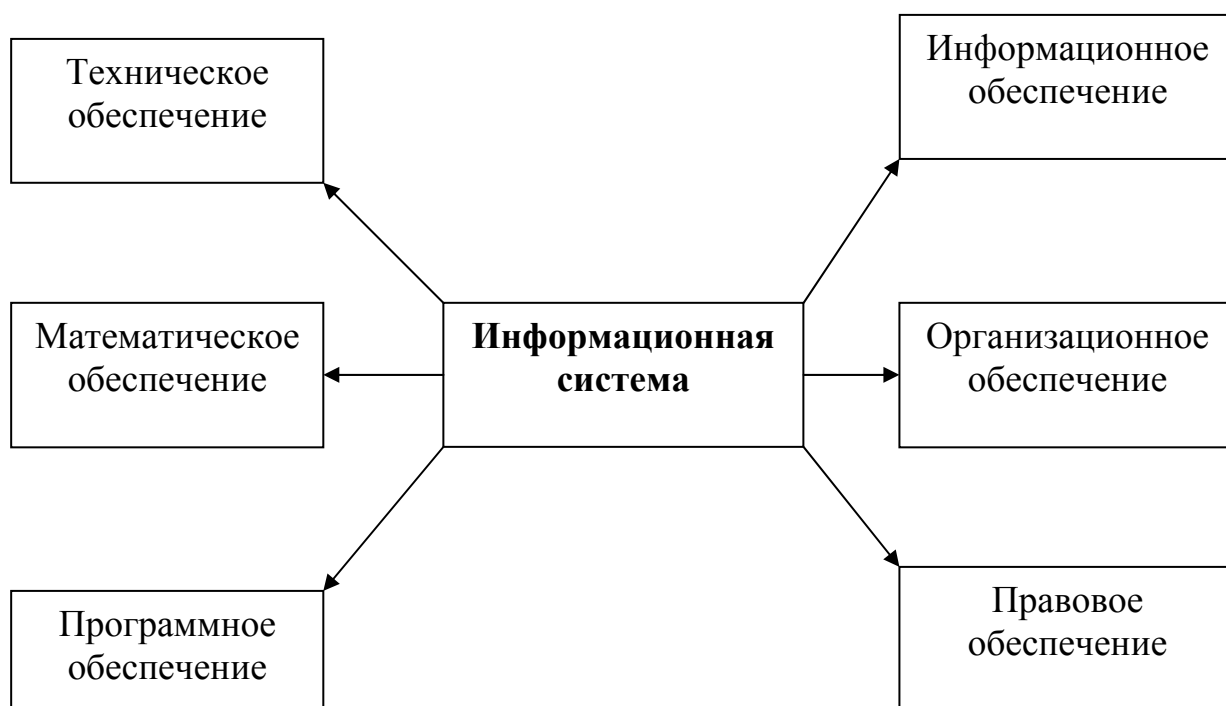 Техническое
обеспечение
Информационное
обеспечение
Математическое
обеспечение
Информационная
система
Организационное
обеспечение
Программное
обеспечение
Правовое
обеспечение